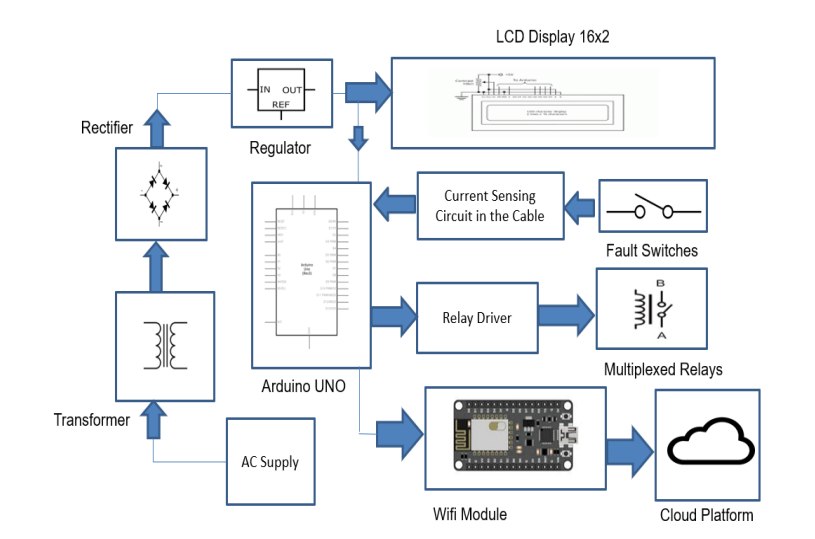 LCD Display 16x2
IN OUT
REF
Rectifier
Regulator
Current Sensing
Circuit in the Cable
Fault Switches
B
A
Relay Driver
Multiplexed Relays
Arduino UNO
Transformer
AC Supply
Wifi Module
Cloud Platform